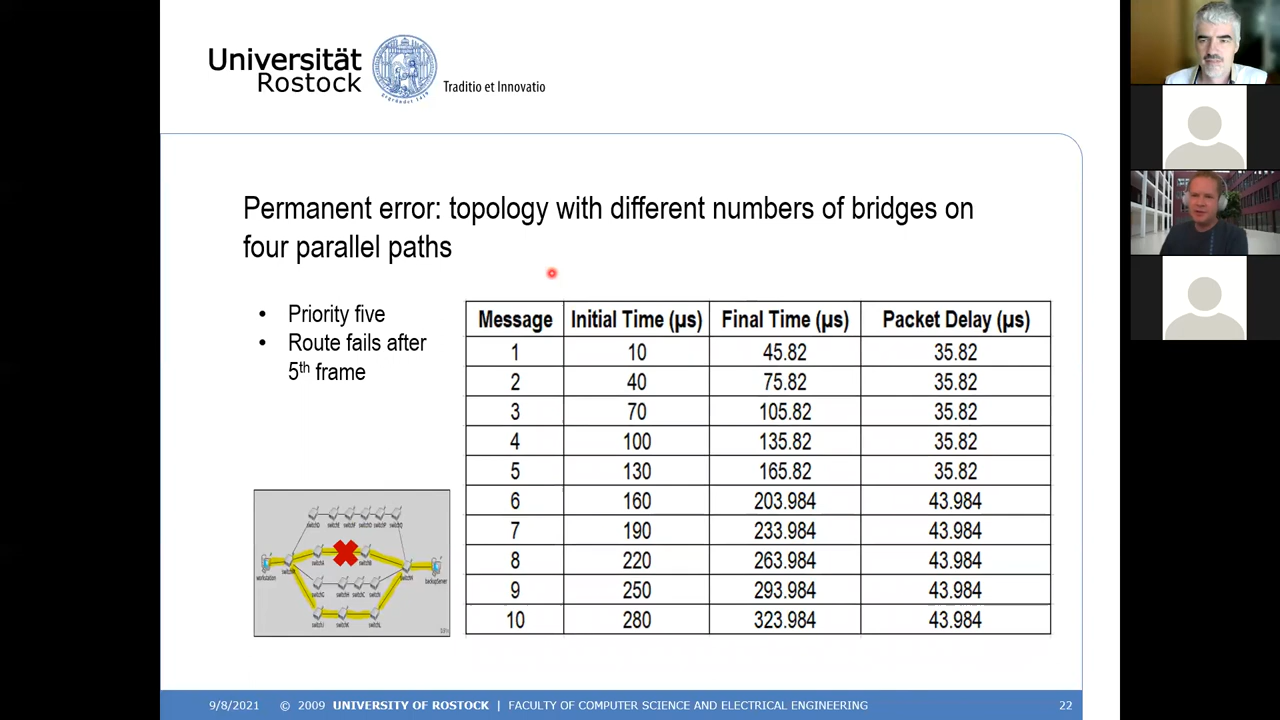 Universität
Rostock
Traditio et Innovatio
Permanent error: topology with different numbers of bridges on
four parallel paths
• Priority five
• Route fails after
5th frame
Message Initial Time (µs) Final Time (µs) Packet Delay (µs)
1 10 45.82 35.82
2 40 75.82 35.82
3 70 105.82 35.82
4 100 135.82 35.82
5 130 165.82 35.82
6 160 203.984 43.984
7 190 233.984 43.984
8 220 263.984 43.984
9 250 293.984 43.984
10 280 323.984 43.984
workstation
backupServer
9/8/2021 © 2009 UNIVERSITY OF ROSTOCK | FACULTY OF COMPUTER SCIENCE AND ELECTRICAL ENGINEERING 22